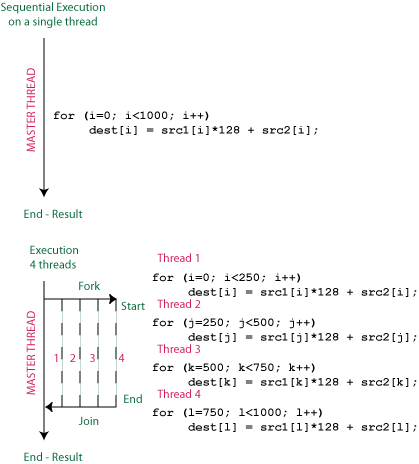 Sequential Execution
on a single thread
MASTER THREAD
for (i=0; i<1000; i++)
dest[i] = src1[i]*128 + src2[i];
End - Result
Execution
4 threads
Fork
Start
1 2 3 4
MASTER THREAD
End
Join
End - Result
Thread 1
for (i=0; i<250; i++)
dest[i] = src1[i]*128 + src2[i];
Thread 2
for (j=250; j<500; j++)
dest[j] = src1[j]*128 + src2[j];
Thread 3
for (k=500; k<750; k++)
dest[k] = src1[k]*128 + src2[k];
Thread 4
for (l=750; l<1000; l++)
dest[l] = src1[l]*128 + src2[l];